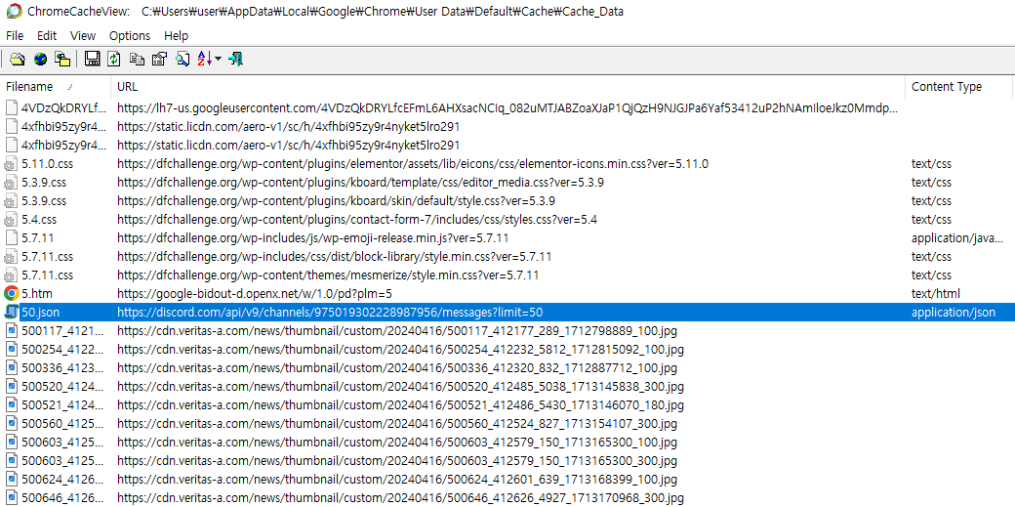 ChromeCacheView: C:₩Users₩user₩AppData₩Local₩Google₩Chrome₩User Data₩Default₩Cache₩Cache_Data
File Edit View Options Help
Filename URL Content Type
4VDzQkDRYLf... https://lh7-us.googleusercontent.com/4VDzQkDRYLfcEFmL6AHXsacNCIq_082uMTJABZoaXJaP1QjQzH9NJGJPa6Yaf53412uP2hNAmIloeJkz0Mmdp...
4xfhbi95zy9r4... https://static.licdn.com/aero-v1/sc/h/4xfhbi95zy9r4nyket5lro291
4xfhbi95zy9r4... https://static.licdn.com/aero-v1/sc/h/4xfhbi95zy9r4nyket5lro291
5.11.0.css https://dfchallenge.org/wp-content/plugins/elementor/assets/lib/eicons/css/elementor-icons.min.css?ver=5.11.0 text/css
5.3.9.css https://dfchallenge.org/wp-content/plugins/kboard/template/css/editor_media.css?ver=5.3.9 text/css
5.3.9.css https://dfchallenge.org/wp-content/plugins/kboard/skin/default/style.css?ver=5.3.9 text/css
5.4.css https://dfchallenge.org/wp-content/plugins/contact-form-7/includes/css/styles.css?ver=5.4 text/css
5.7.11 https://dfchallenge.org/wp-includes/js/wp-emoji-release.min.js?ver=5.7.11 application/java...
5.7.11.css https://dfchallenge.org/wp-includes/css/dist/block-library/style.min.css?ver=5.7.11 text/css
5.7.11.css https://dfchallenge.org/wp-content/themes/mesmerize/style.min.css?ver=5.7.11 text/css
5.htm https://google-bidout-d.openx.net/w/1.0/pd?plm=5 text/html
50.json https://discord.com/api/v9/channels/975019302228987956/messages?limit=50 application/json
500117_4121... https://cdn.veritas-a.com/news/thumbnail/custom/20240416/500117_412177_289_1712798889_100.jpg
500254_4122... https://cdn.veritas-a.com/news/thumbnail/custom/20240416/500254_412232_5812_1712815092_100.jpg
500336_4123... https://cdn.veritas-a.com/news/thumbnail/custom/20240416/500336_412320_832_1712887712_100.jpg
500520_4124... https://cdn.veritas-a.com/news/thumbnail/custom/20240416/500520_412485_5038_1713145838_300.jpg
500521_4124... https://cdn.veritas-a.com/news/thumbnail/custom/20240416/500521_412486_5430_1713146070_180.jpg
500560_4125... https://cdn.veritas-a.com/news/thumbnail/custom/20240416/500560_412524_827_1713154107_300.jpg
500603_4125... https://cdn.veritas-a.com/news/thumbnail/custom/20240416/500603_412579_150_1713165300_100.jpg
500603_4125... https://cdn.veritas-a.com/news/thumbnail/custom/20240416/500603_412579_150_1713165300_300.jpg
500624_4126... https://cdn.veritas-a.com/news/thumbnail/custom/20240416/500624_412601_639_1713168399_100.jpg
500646_4126... https://cdn.veritas-a.com/news/thumbnail/custom/20240416/500646_412626_4927_1713170968_300.jpg